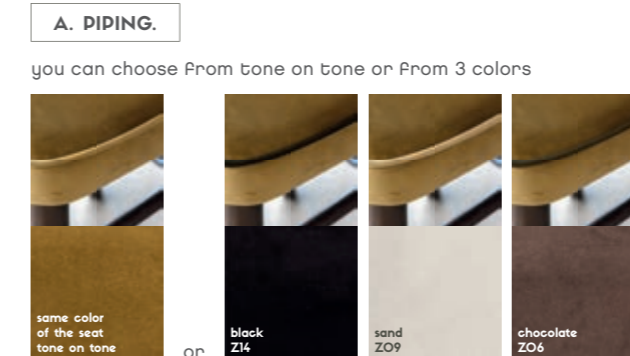 A. PIPING.
you can choose from tone on tone or from 3 colors
same color
of the seat
tone on tone
or
black
Z14
sand
Z09
chocolate
Z06